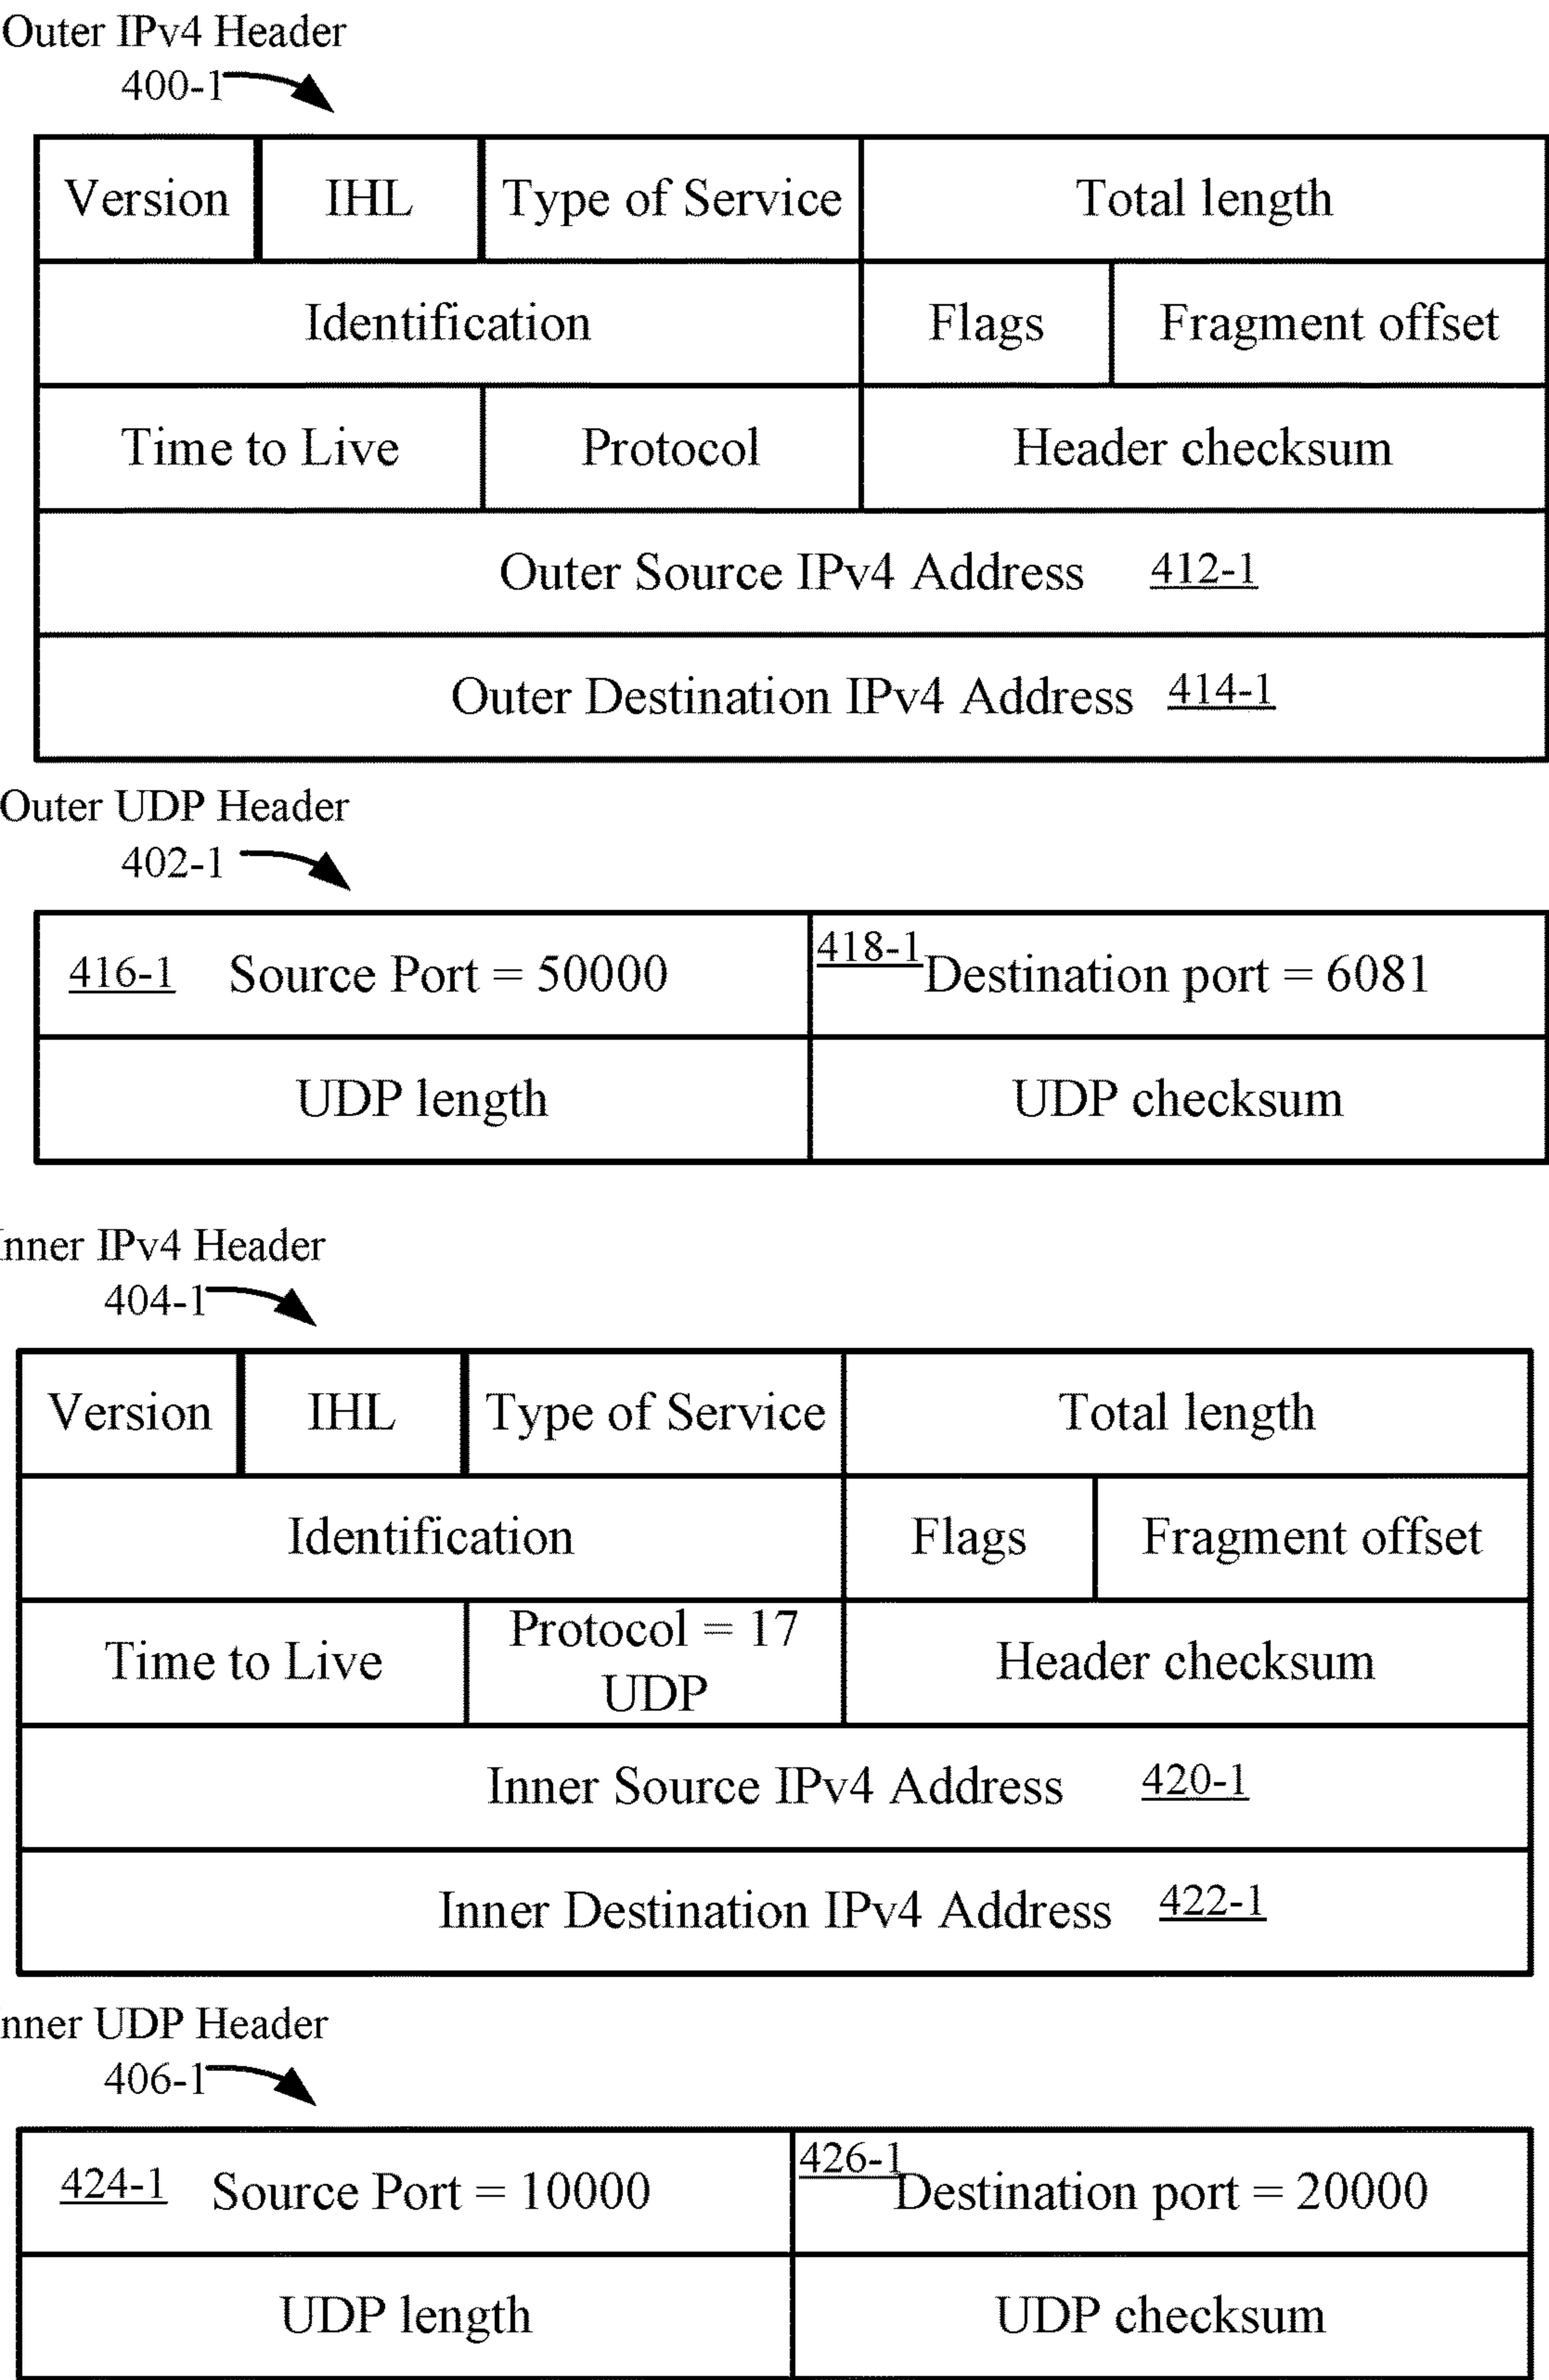 Outer IPv4 Header
400-1
Version IHL Type of Service Total length
Identification Flags Fragment offset
Time to Live Protocol Header checksum
Outer Source IPv4 Address 412-1
Outer Destination IPv4 Address 414-1
Outer UDP Header
402-1
416-1 Source Port = 50000 418-1 Destination port = 6081
UDP length UDP checksum
nner IPv4 Header
404-1
Version IHL Type of Service Total length
Identification Flags Fragment offset
Time to Live Protocol = 17 Header checksum
UDP
Inner Source IPv4 Address 420-1
Inner Destination IPv4 Address 422-1
nner UDP Header
406-1
424-1 Source Port = 10000 426-1 Destination port = 20000
UDP length UDP checksum